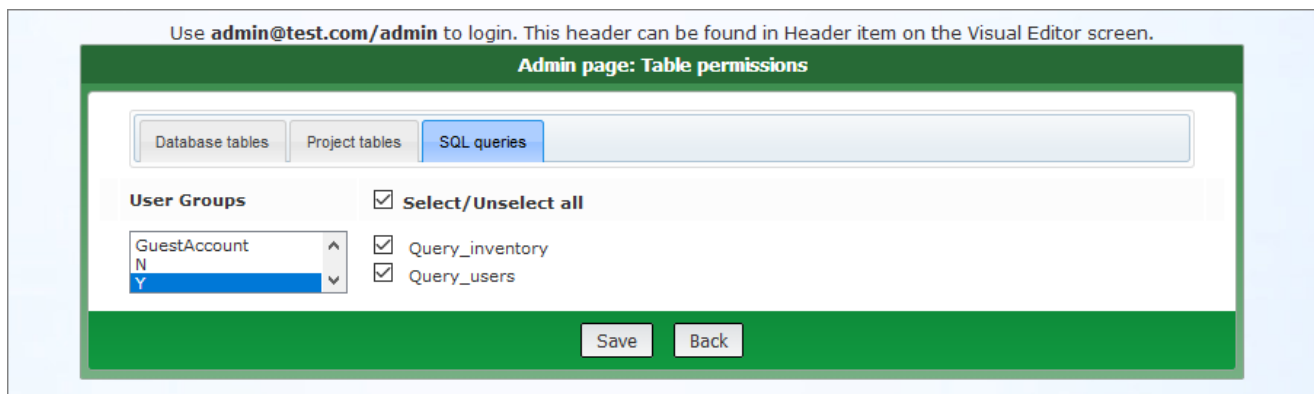 Use admin@test.com/admin to login. This header can be found in Header item on the Visual Editor screen.
Admin page: Table permissions
Database tables Project tables SQL queries
User Groups Select/Unselect all
GuestAccount Query_inventory
N
Y Query_users
Save Back